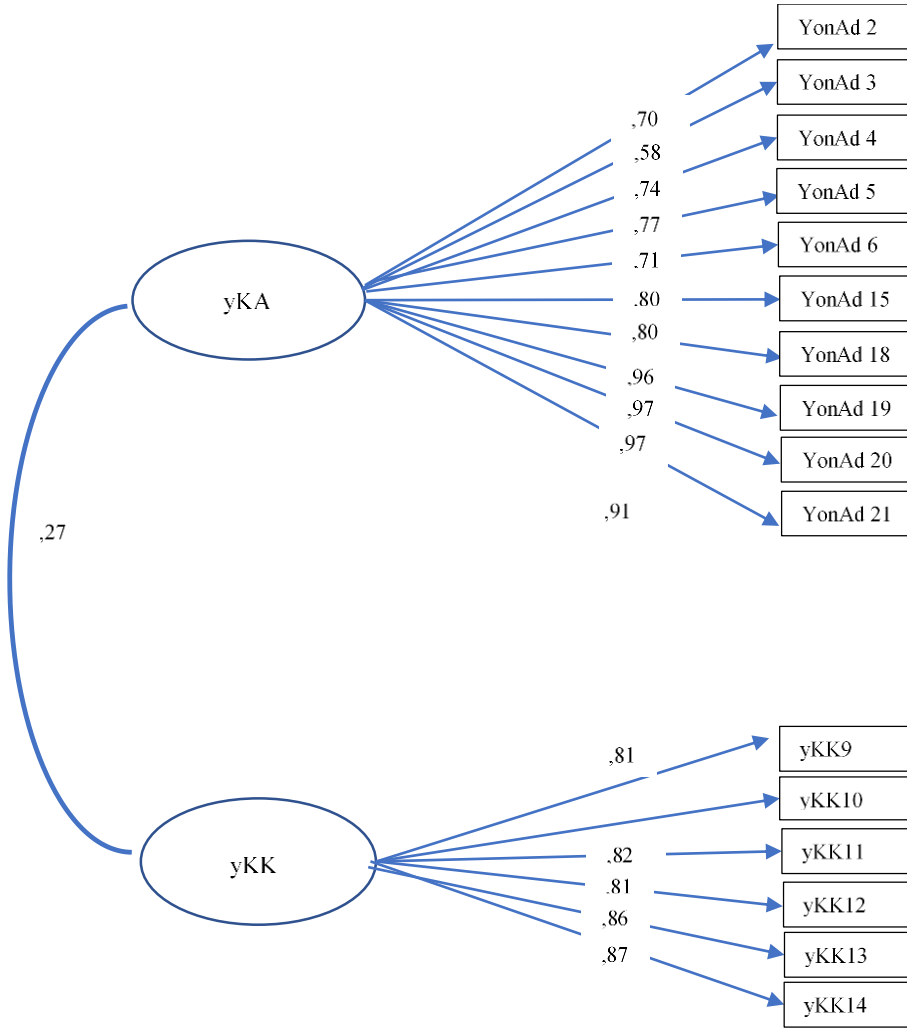 YonAd 2
YonAd 3
,70
YonAd 4
,58
,74
YonAd 5
,77
YonAd 6
,71
yKA
.80
YonAd 15
,80
YonAd 18
,96
YonAd 19
,97
,97
YonAd 20
,91
YonAd 21
,27
yKK9
,81
yKK10
yKK11
,82
yKK
,81
yKK12
,86
yKK13
,87
yKK14